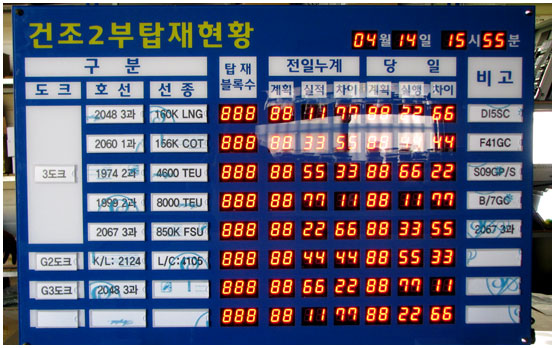 건조2부탑재현황
04월 14일 15시 55분
구 분 탑재블록수 전일누계 당 일 비고
도크 호선 선종 계획 실적 차이 계획 실행 차이
2048 3과 160K LNG 888 88 11 77 88 22 66 DI5SC
2060 1과 156K COT 888 88 33 55 88 44 F41GC
3도크 1974 2과 4600 TEU 888 88 55 33 88 66 22 S09CP/S
1899 2과 8000 TEU 888 88 77 11 88 11 77 B/7GC
2067 3과 850K FSU 888 88 22 66 88 33 55 2067 3과
G2도크 K/L: 2124 L/C:4105 888 88 44 44 88 55 33
G3도크 2048 3과 888 88 66 22 88 77 11
888 88 11 77 88 22 66